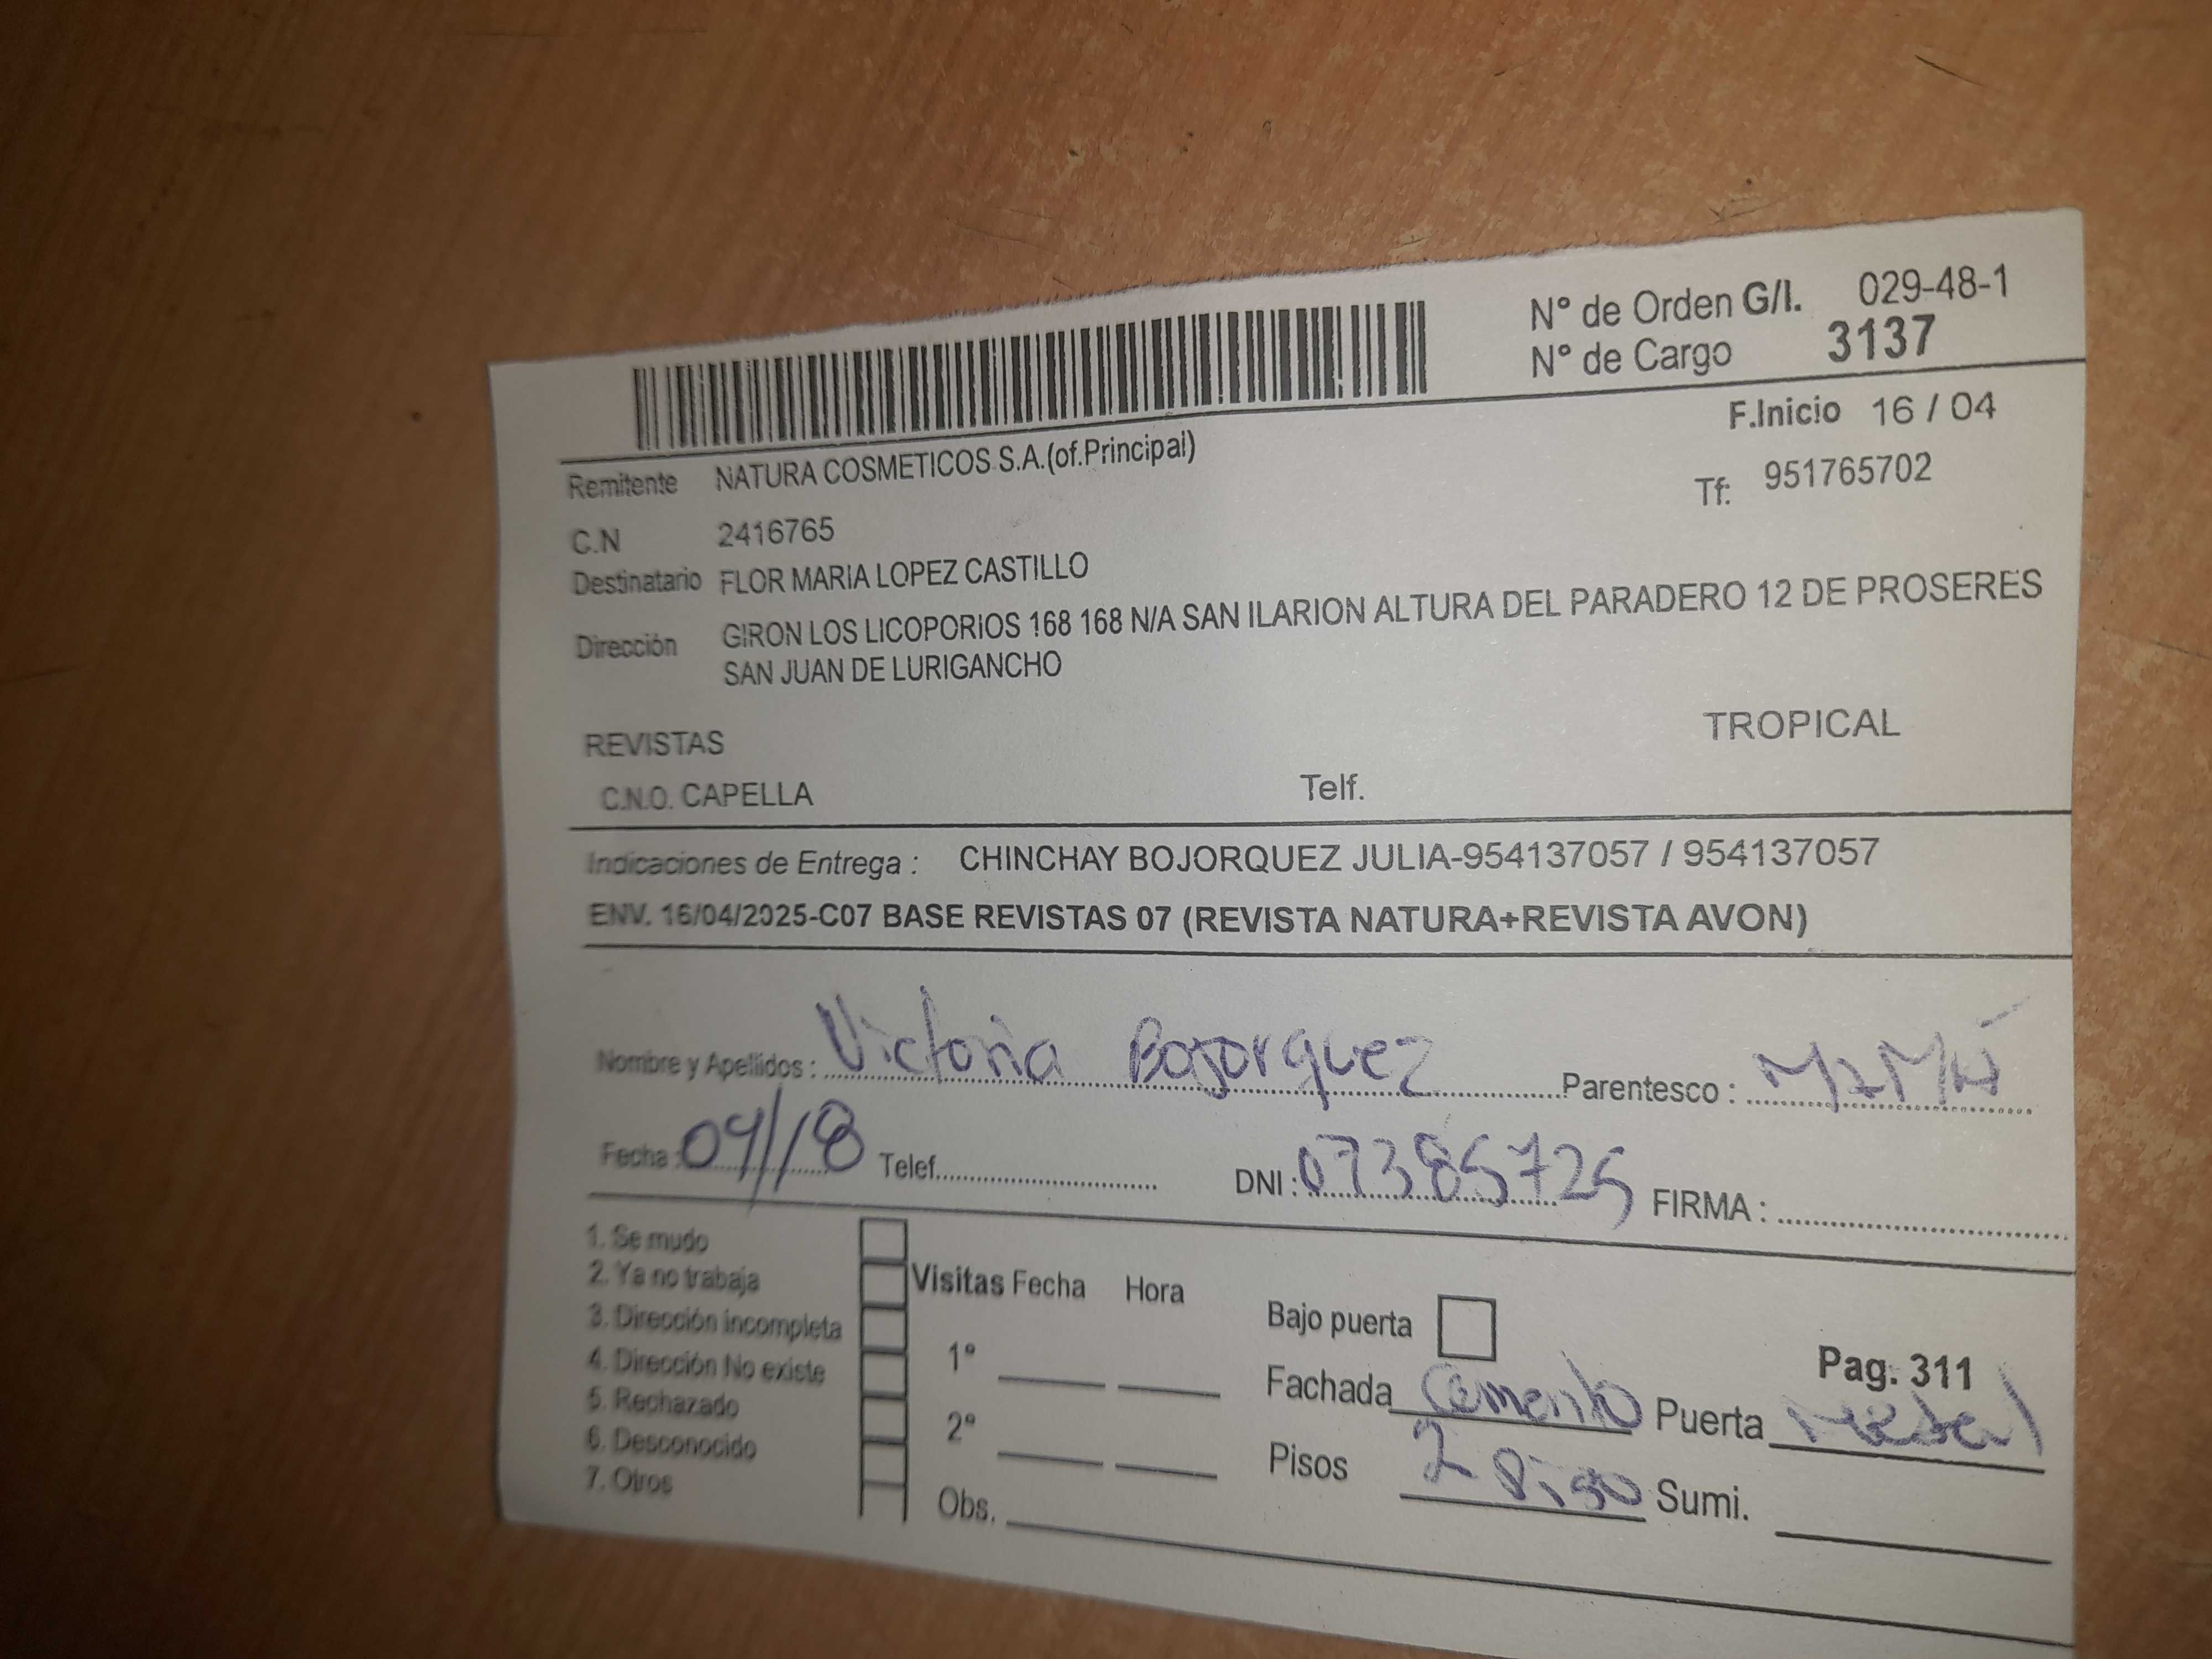 N° de Orden G/I. 029-48-1
N° de Cargo 3137
F.Inicio 16 / 04
Remitente NATURA COSMETICOS S.A.(of.Principal)
Tf: 951765702
C.N 2416765
Destinatario FLOR MARIA LOPEZ CASTILLO
Dirección GIRON LOS LICOPORIOS 168 168 N/A SAN ILARION ALTURA DEL PARADERO 12 DE PROSERES
SAN JUAN DE LURIGANCHO
REVISTAS TROPICAL
C.N.O. CAPELLA Telf.
Indicaciones de Entrega : CHINCHAY BOJORQUEZ JULIA-954137057 / 954137057
ENV. 16/04/2025-C07 BASE REVISTAS 07 (REVISTA NATURA+REVISTA AVON)
Nombre y Apellidos : Victoria Bojorquez Parentesco : MAMÁ
Fecha : 04/18 Telef. DNI : 07385725 FIRMA :
1. Se mudo
2. Ya no trabaja
3. Dirección incompleta
4. Dirección No existe
5. Rechazado
6. Desconocido
7. Otros
Visitas Fecha Hora
1°
2°
Obs.
Bajo puerta
Pag. 311
Fachada Cemento Puerta Metal
Pisos 2 Piso Sumi.